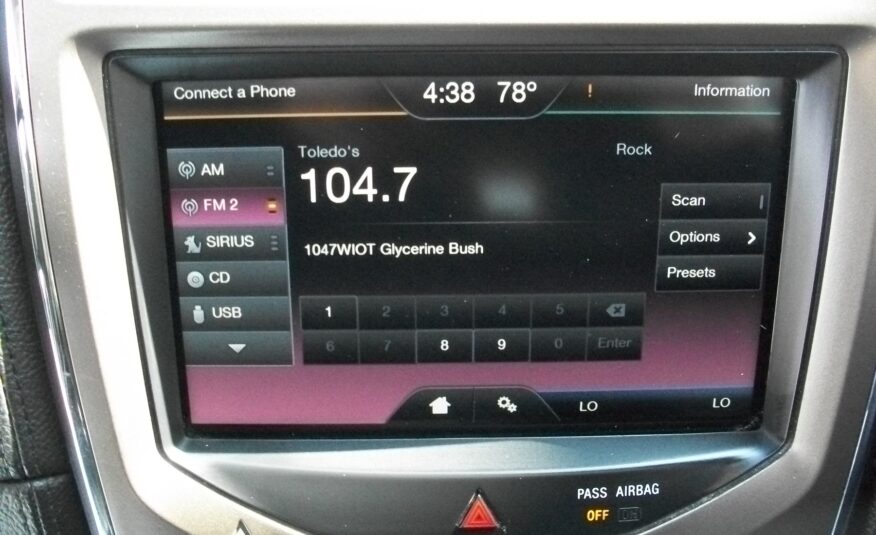 Connect a Phone
4:38 78°
!
Information
AM
FM 2
SIRIUS
CD
USB
Toledo's
Rock
104.7
1047WIOT Glycerine Bush
Scan
Options
Presets
1 2 3 4 5
6 7 8 9 0 Enter
LO
LO
PASS AIRBAG
OFF ON